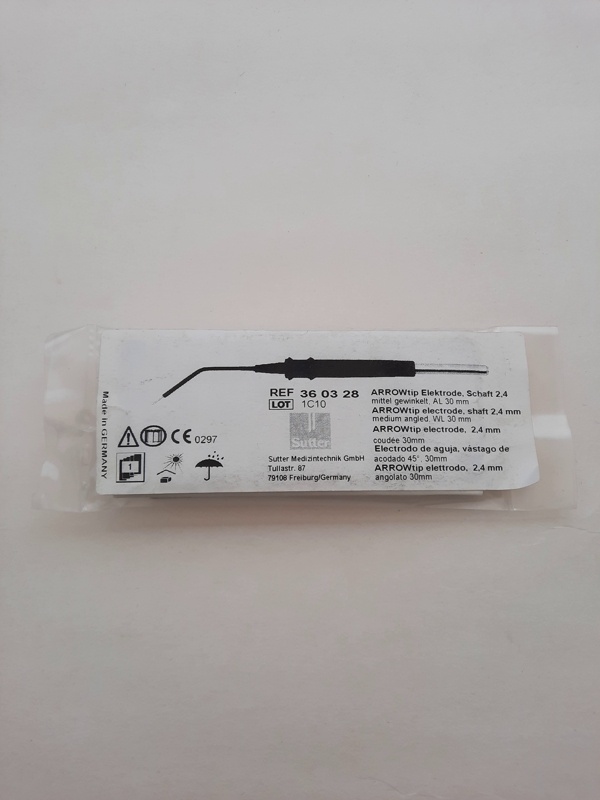 REF 36 03 28
LOT 1C10
Made in GERMANY
0297
1
Sutter
Sutter Medizintechnik GmbH
Tullastr. 87
79108 Freiburg/Germany
ARROWtip Elektrode, Schaft 2,4
mittel gewinkelt, AL 30 mm
ARROWtip electrode, shaft 2,4 mm
medium angled, WL 30 mm
ARROWtip electrode, 2,4 mm
coudée 30mm
Electrodo de aguja, vàstago de
acodado 45°, 30mm
ARROWtip elettrodo, 2,4 mm
angolato 30mm